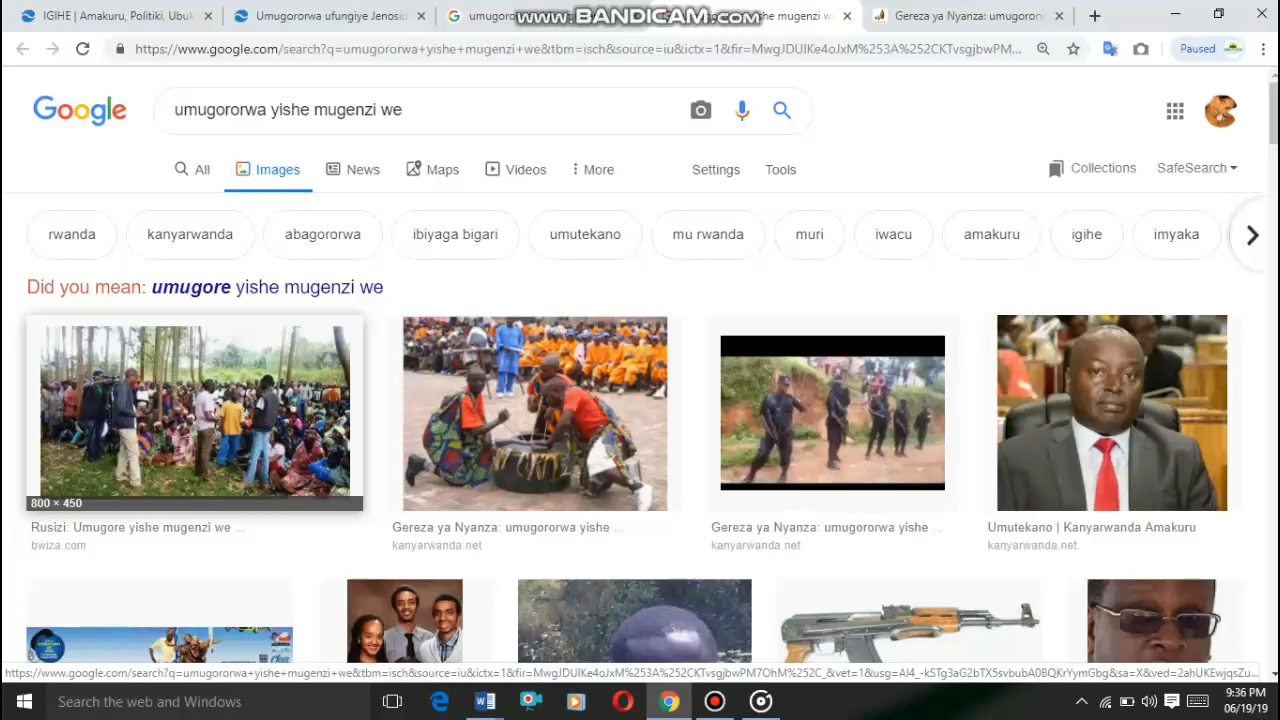 IGIHE | Amakuru, Politiki, Ubuk
Umugororwa ufungiye Jenosid
umugoro
www.BANDICAM.com
yishe mugenzi we
Gereza ya Nyanza: umugororw
https://www.google.com/search?q=umugororwa+yishe+mugenzi+we&tbm=isch&source=iu&ictx=1&fir=MwgJDUIKe4oJxM%253A%252CKTvsgjbwPM...
Paused
Google
umugororwa yishe mugenzi we
All
Images
News
Maps
Videos
More
Settings
Tools
Collections
SafeSearch
rwanda
kanyarwanda
abagororwa
ibiyaga bigari
umutekano
mu rwanda
muri
iwacu
amakuru
igihe
imyaka
Did you mean: umugore yishe mugenzi we
800 × 450
Rusizi: Umugore yishe mugenzi we ...
bwiza.com
Gereza ya Nyanza: umugororwa yishe ...
kanyarwanda.net
Gereza ya Nyanza: umugororwa yishe ...
kanyarwanda.net
Umutekano | Kanyarwanda Amakuru
kanyarwanda.net
Search the web and Windows
9:36 PM
06/19/19